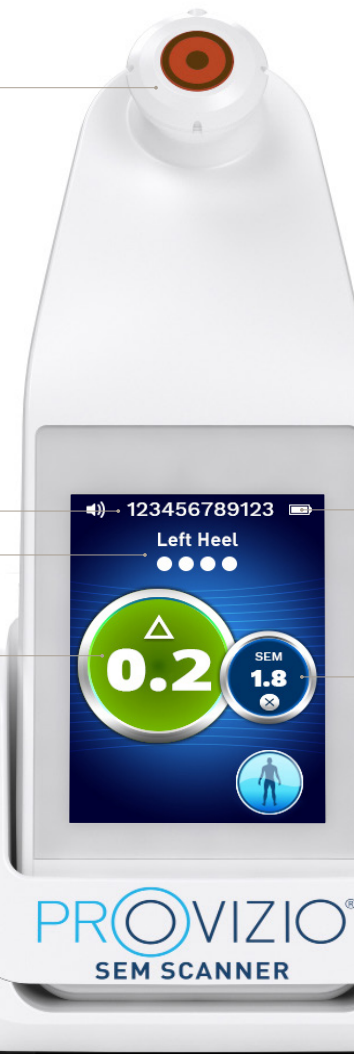 123456789123
Left Heel
△
0.2
SEM
1.8
PROVIZIO®
SEM SCANNER